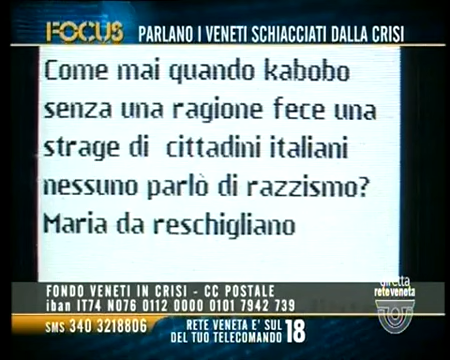 FOCUS PARLANO I VENETI SCHIACCIATI DALLA CRISI
Come mai quando kabobo
senza una ragione fece una
strage di cittadini italiani
nessuno parlò di razzismo?
Maria da reschigliano
diretta
reteveneta
FONDO VENETI IN CRISI - CC POSTALE
iban IT74 N076 0112 0000 0101 7942 739
SMS 340 3218806
RETE VENETA E' SUL
DEL TUO TELECOMANDO 18